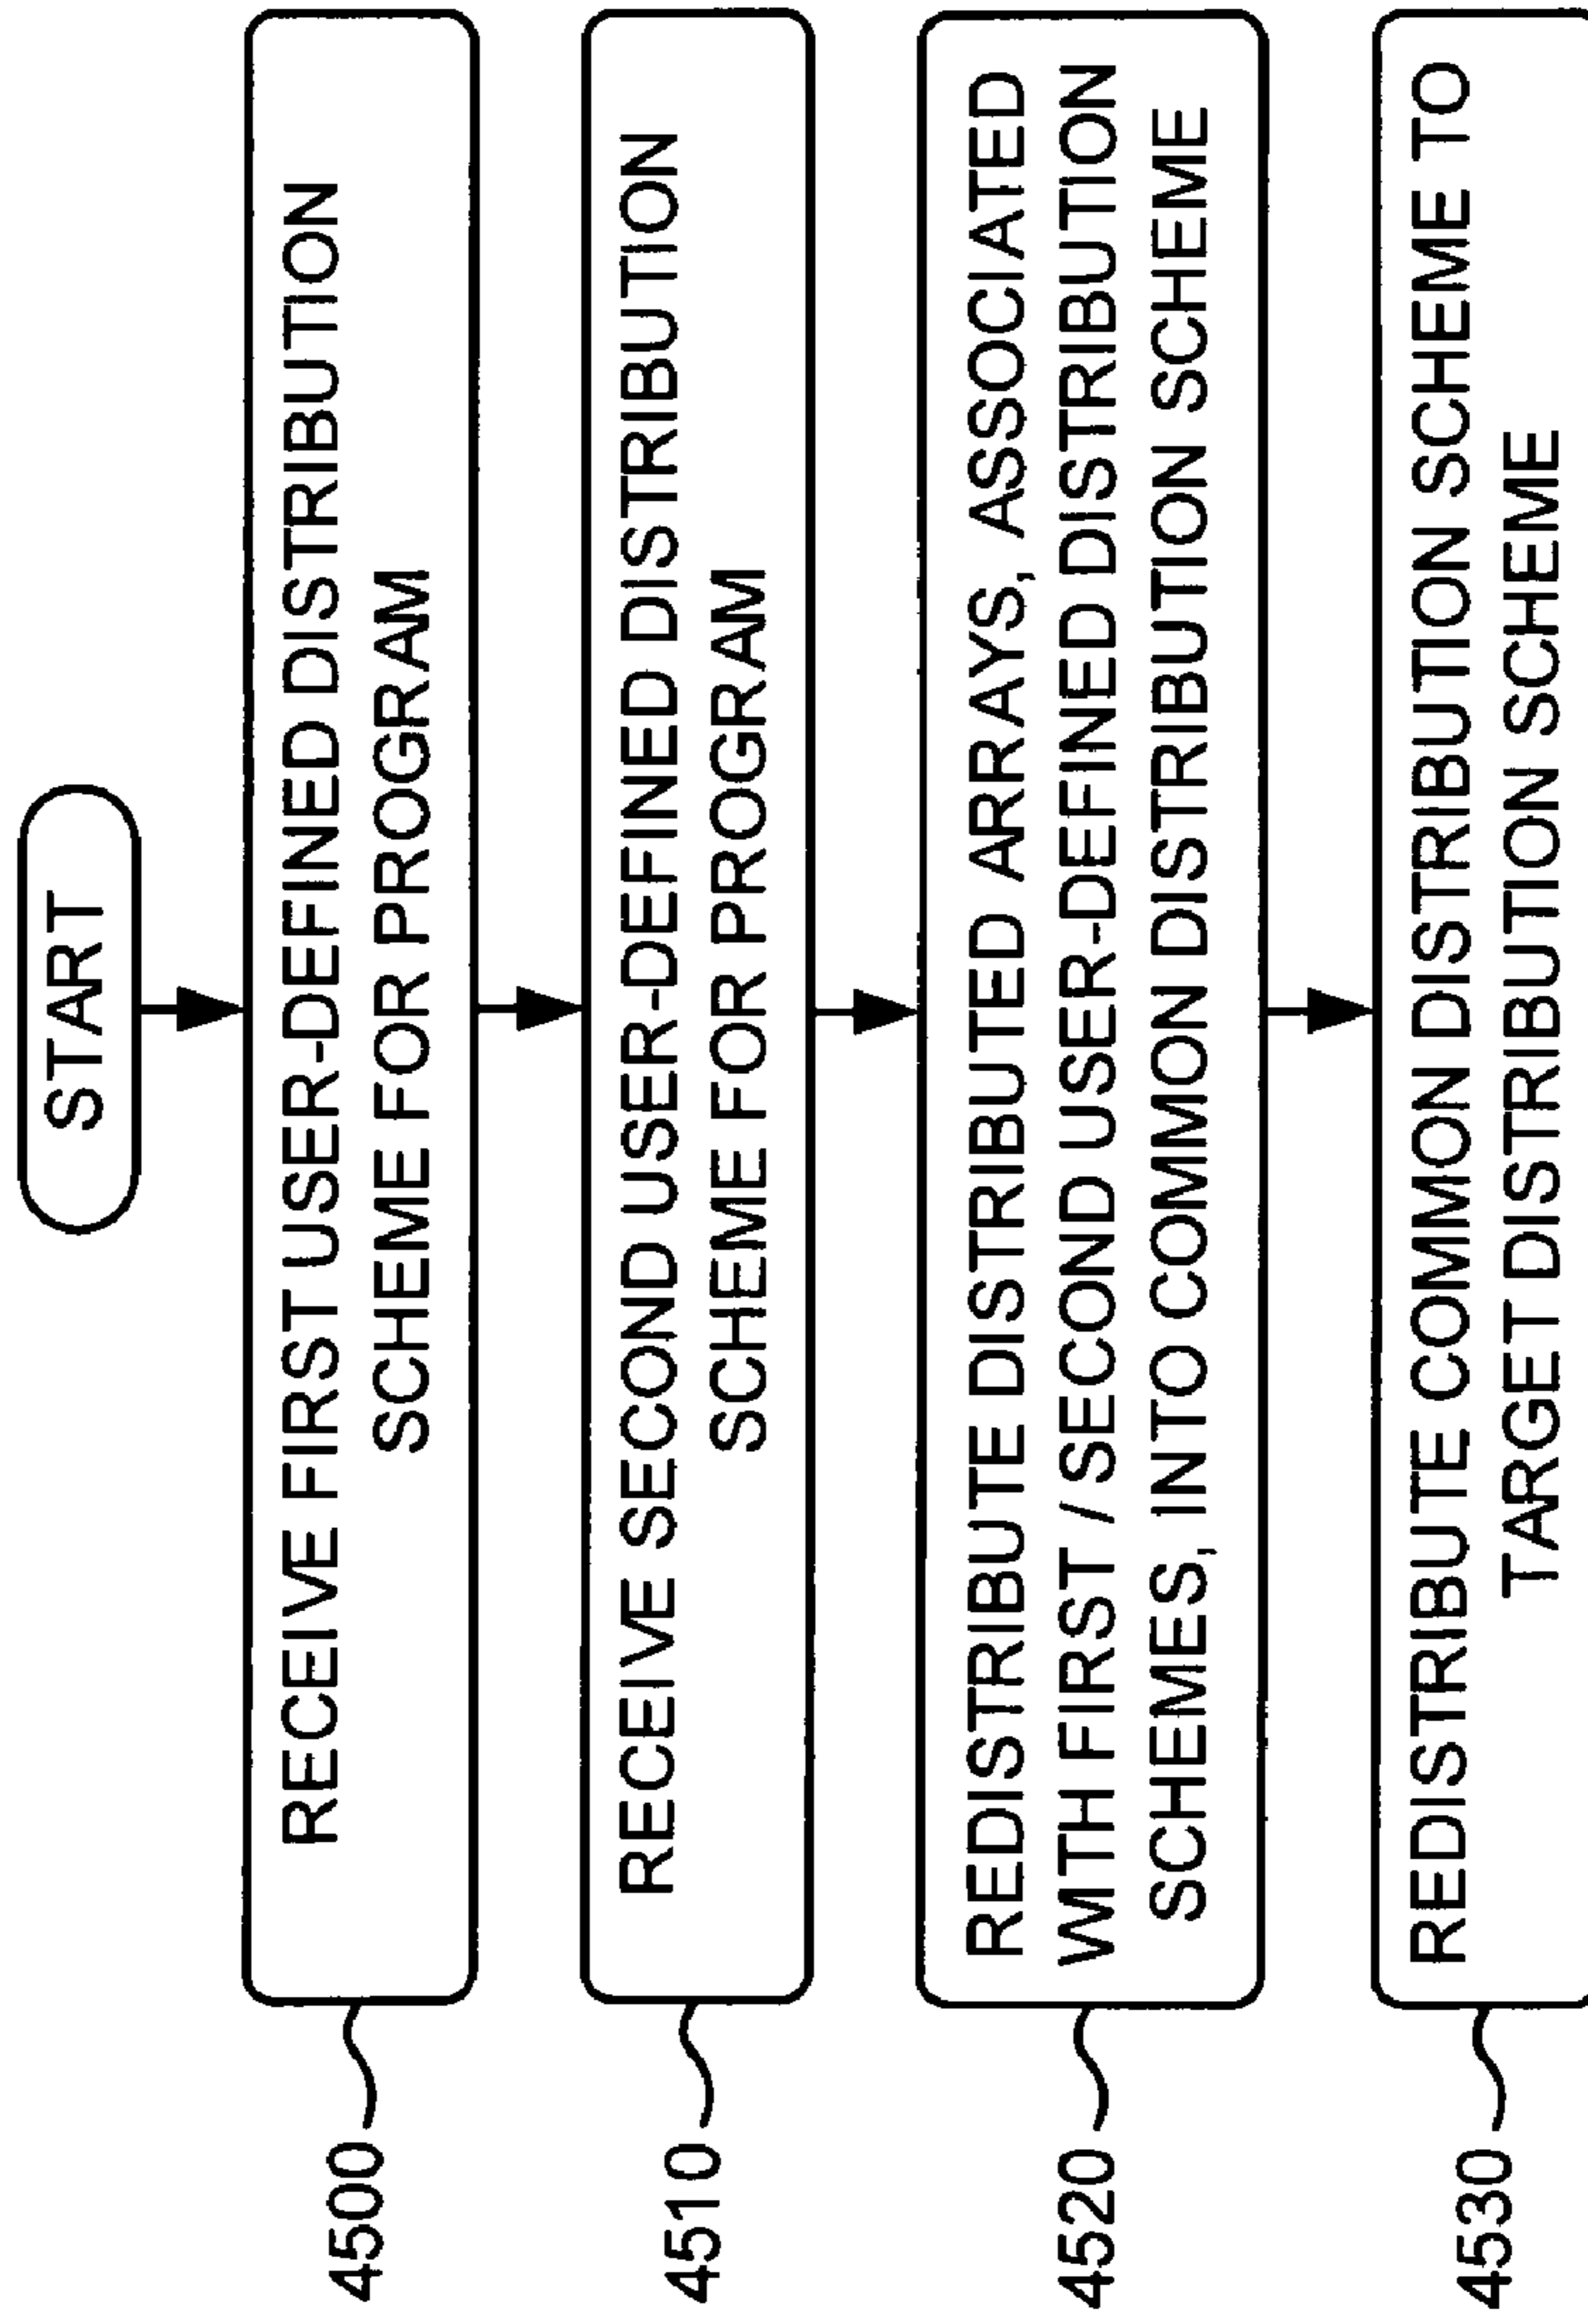 START
4500
RECEIVE FIRST USER-DEFINED DISTRIBUTION
SCHEME FOR PROGRAM
4510
RECEIVE SECOND USER-DEFINED DISTRIBUTION
SCHEME FOR PROGRAM
4520
REDISTRIBUTE DISTRIBUTED ARRAYS, ASSOCIATED
WITH FIRST / SECOND USER-DEFINED DISTRIBUTION
SCHEMES, INTO COMMON DISTRIBUTION SCHEME
4530
REDISTRIBUTE COMMON DISTRIBUTION SCHEME TO
TARGET DISTRIBUTION SCHEME